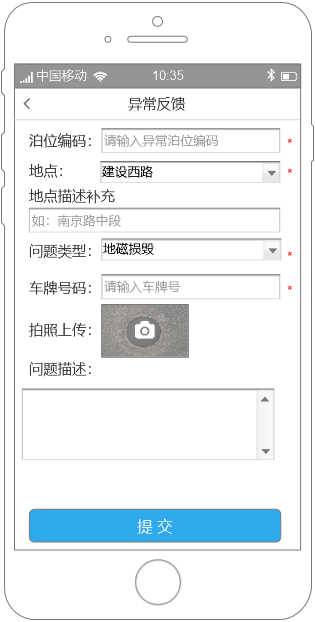 中国移动 10:35
异常反馈
泊位编码： 请输入异常泊位编码 *
地点： 建设西路 *
地点描述补充
如：南京路中段
问题类型： 地磁损毁 *
车牌号码： 请输入车牌号 *
拍照上传：
问题描述：
提 交